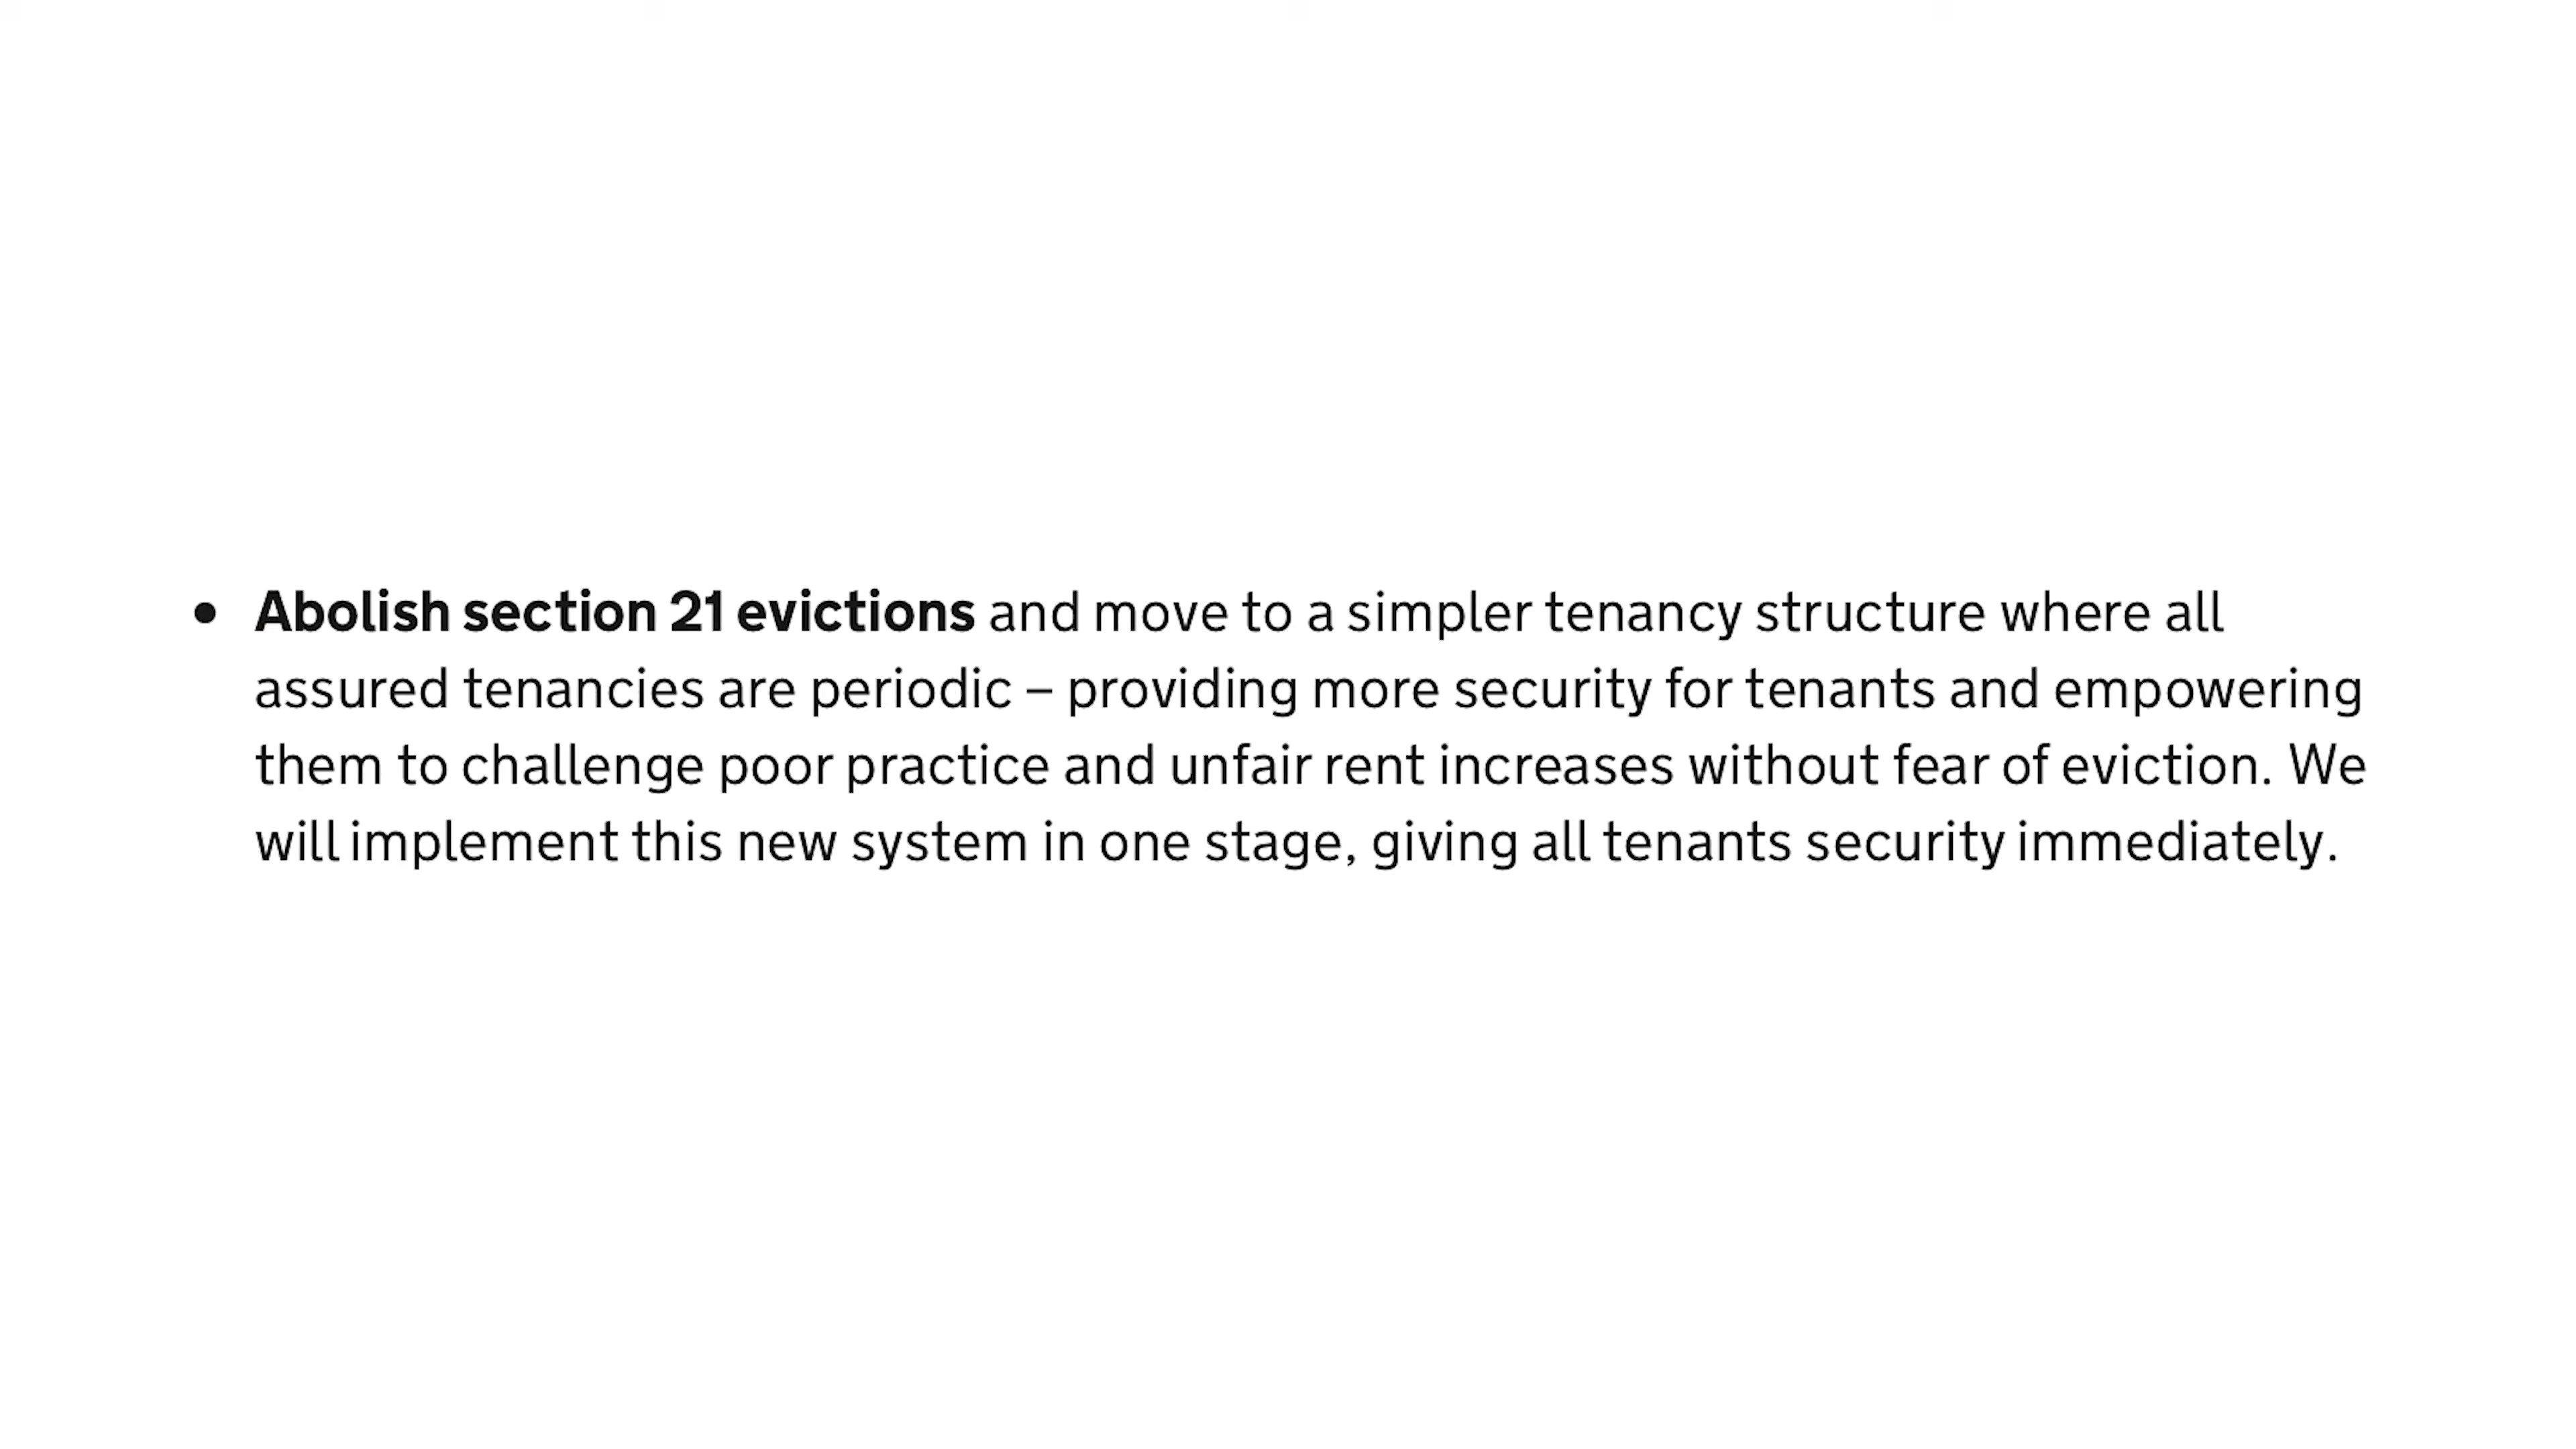 • Abolish section 21 evictions and move to a simpler tenancy structure where all
assured tenancies are periodic – providing more security for tenants and empowering
them to challenge poor practice and unfair rent increases without fear of eviction. We
will implement this new system in one stage, giving all tenants security immediately.